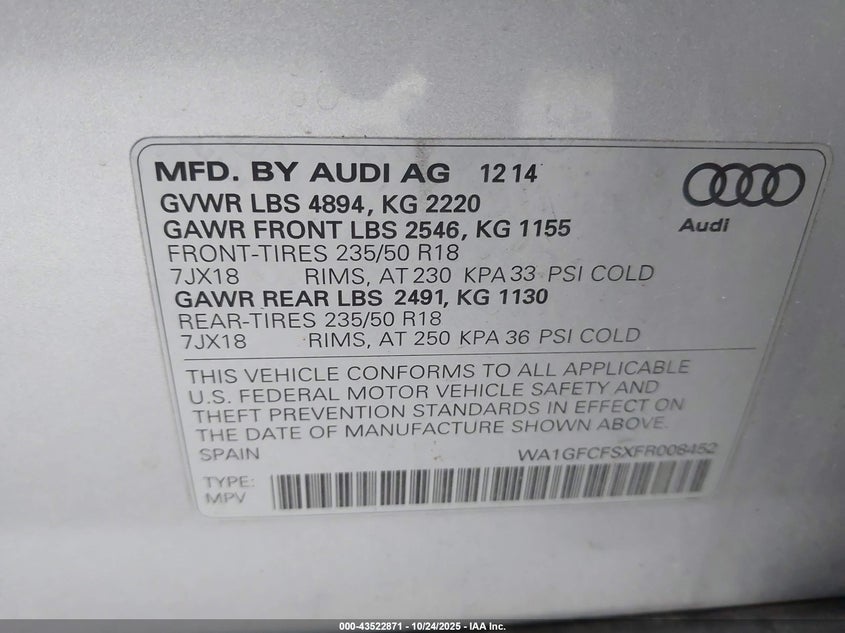 MFD. BY AUDI AG 12 14
GVWR LBS 4894, KG 2220
GAWR FRONT LBS 2546, KG 1155
FRONT-TIRES 235/50 R18
7JX18 RIMS, AT 230 KPA 33 PSI COLD
GAWR REAR LBS 2491, KG 1130
REAR-TIRES 235/50 R18
7JX18 RIMS, AT 250 KPA 36 PSI COLD
Audi
THIS VEHICLE CONFORMS TO ALL APPLICABLE
U.S. FEDERAL MOTOR VEHICLE SAFETY AND
THEFT PREVENTION STANDARDS IN EFFECT ON
THE DATE OF MANUFACTURE SHOWN ABOVE.
SPAIN WA1GFCFSXFR008452
TYPE:
MPV
000-43522871 - 10/24/2025 - IAA Inc.